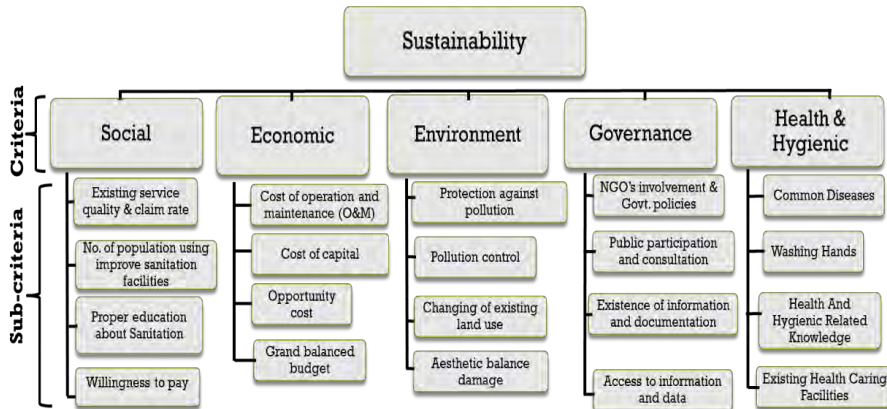 Sustainability
Criteria
Social
Economic
Environment
Governance
Health &
Hygienic
Sub-criteria
Existing service
quality & claim rate
No. of population using
improve sanitation
facilities
Proper education
about Sanitation
Willingness to pay
Cost of operation and
maintenance (O&M)
Cost of capital
Opportunity
cost
Grand balanced
budget
Protection against
pollution
Pollution control
Changing of existing
land use
Aesthetic balance
damage
NGO's involvement &
Govt. policies
Public participation
and consultation
Existence of information
and documentation
Access to information
and data
Common Diseases
Washing Hands
Health And
Hygienic Related
Knowledge
Existing Health Caring
Facilities